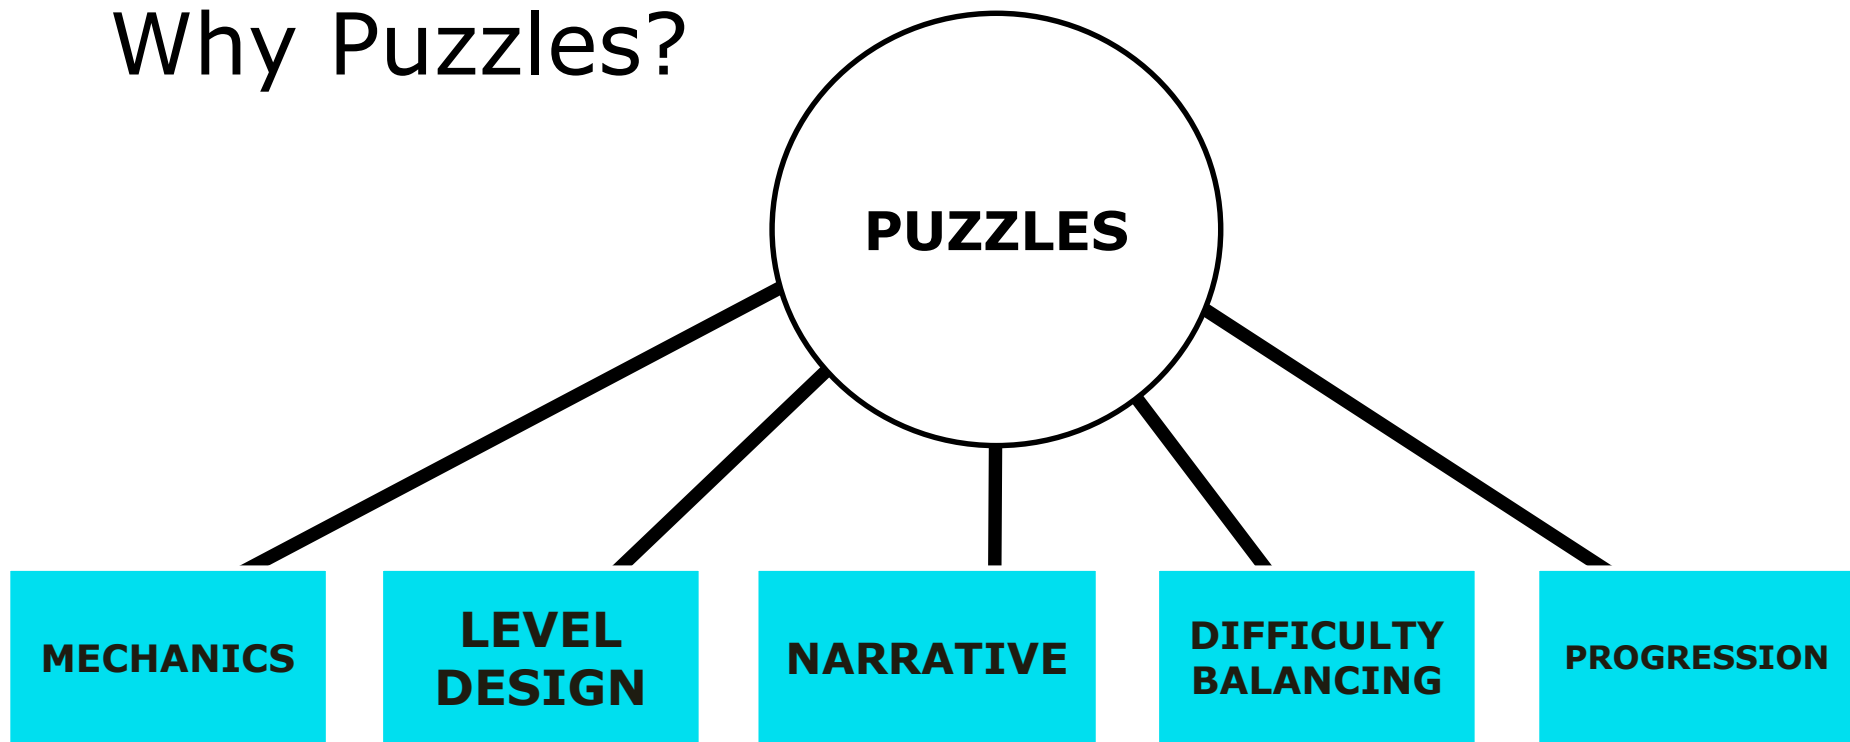 Why Puzzles?
PUZZLES
MECHANICS
LEVEL
DESIGN
NARRATIVE
DIFFICULTY
BALANCING
PROGRESSION